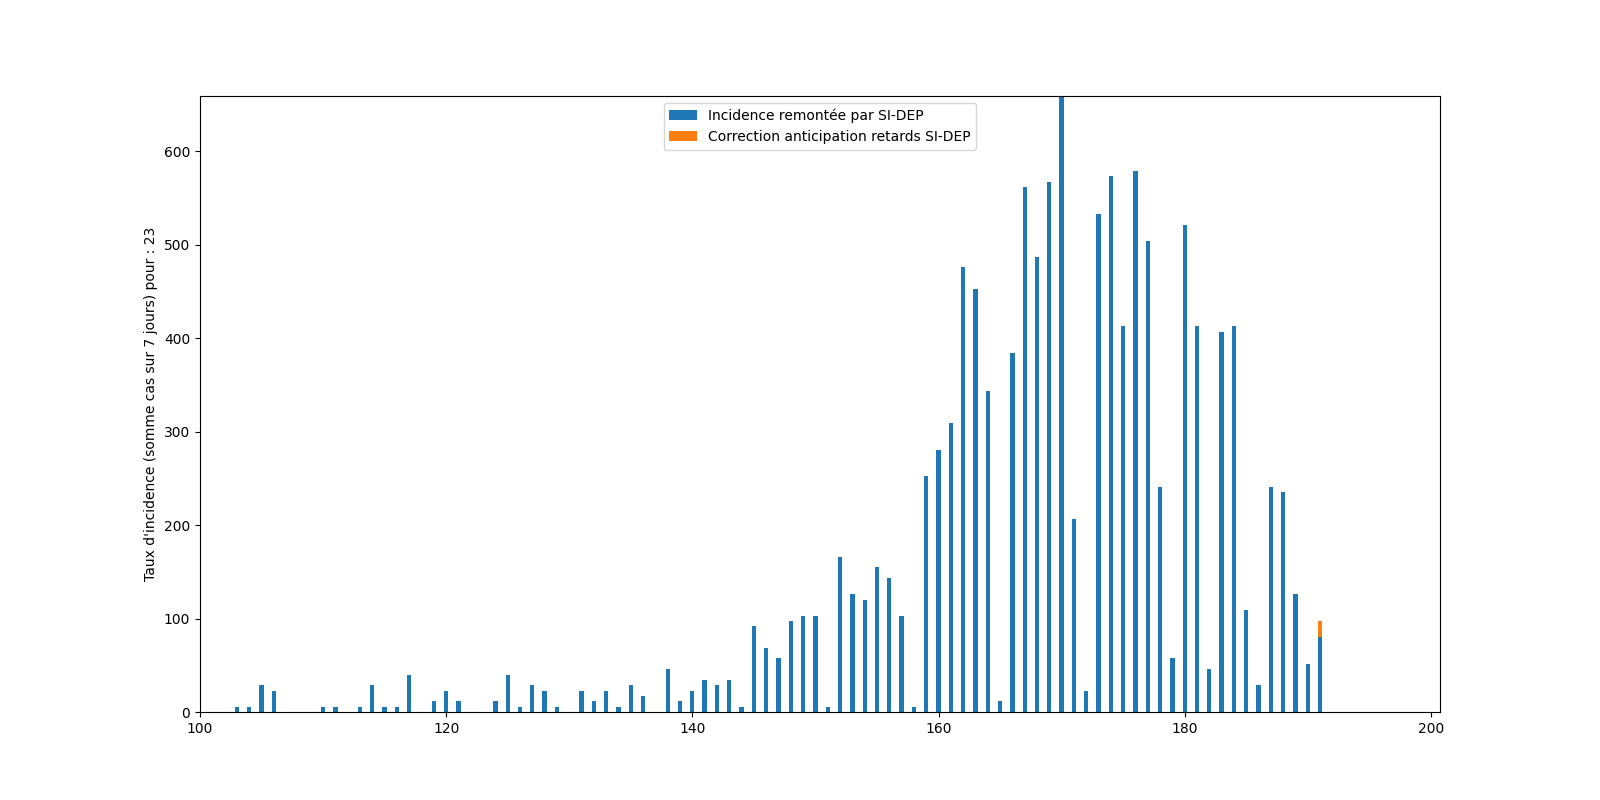 Incidence remontée par SI-DEP
Correction anticipation retards SI-DEP
Taux d'incidence (somme cas sur 7 jours) pour : 23
600
500
400
300
200
100
0
100 120 140 160 180 200